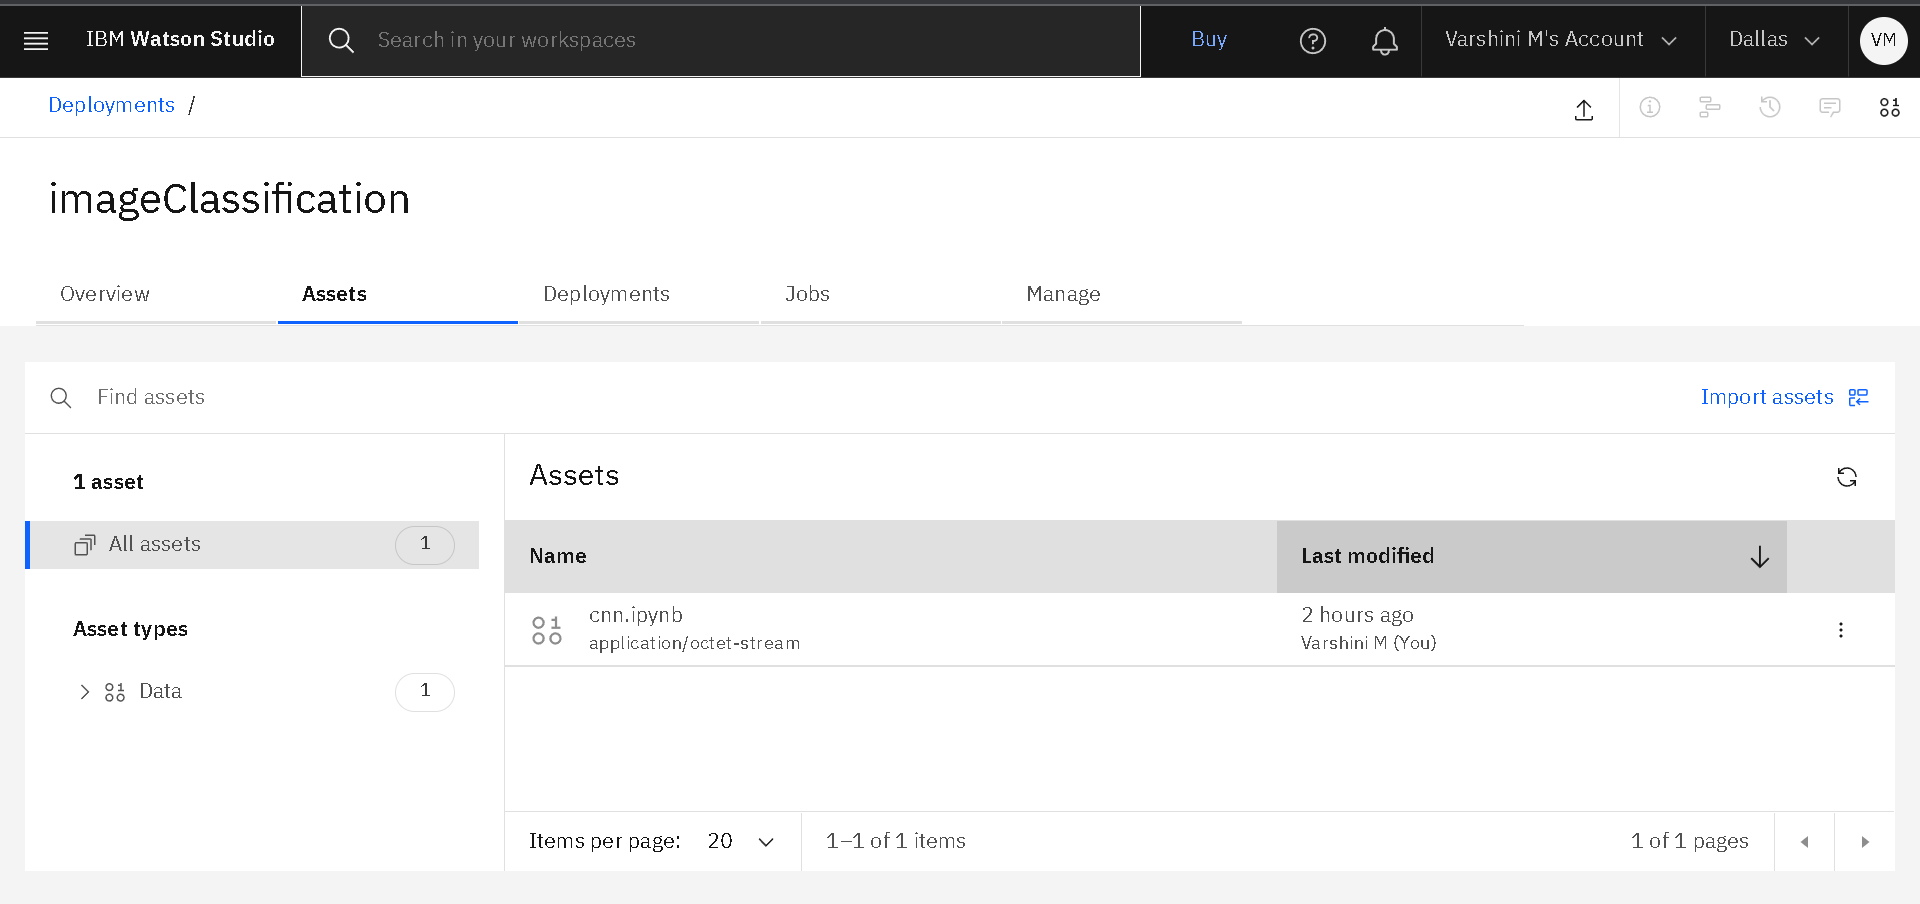 IBM Watson Studio
Search in your workspaces
Buy
Varshini M's Account
Dallas
VM
Deployments /
imageClassification
Overview
Assets
Deployments
Jobs
Manage
Find assets
Import assets
1 asset
All assets
1
Asset types
Data
1
Assets
Name
Last modified
cnn.ipynb
application/octet-stream
2 hours ago
Varshini M (You)
Items per page: 20
1–1 of 1 items
1 of 1 pages